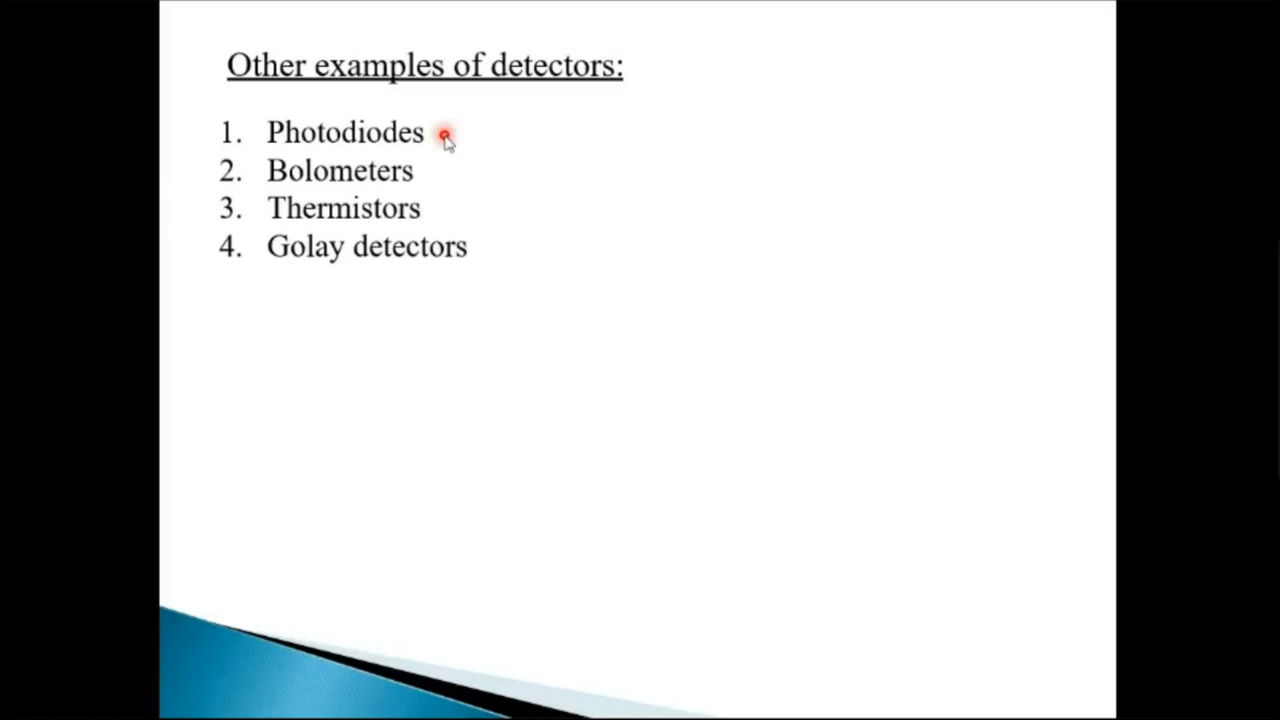 Other examples of detectors:
1. Photodiodes
2. Bolometers
3. Thermistors
4. Golay detectors